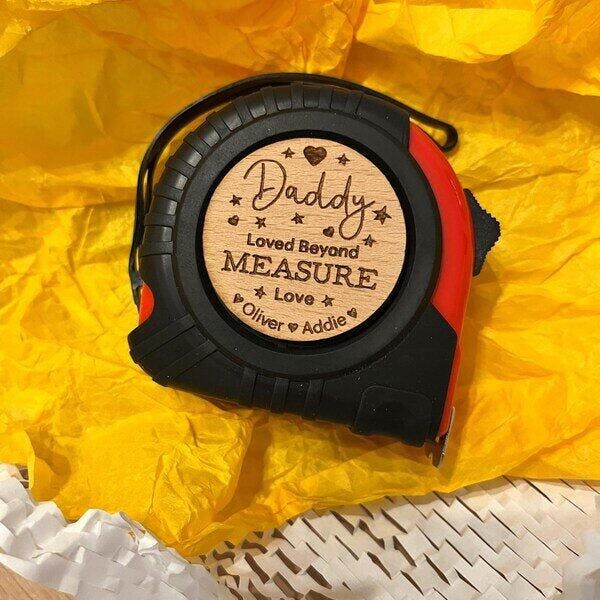 Daddy
Loved Beyond
MEASURE
Love
Oliver Addie